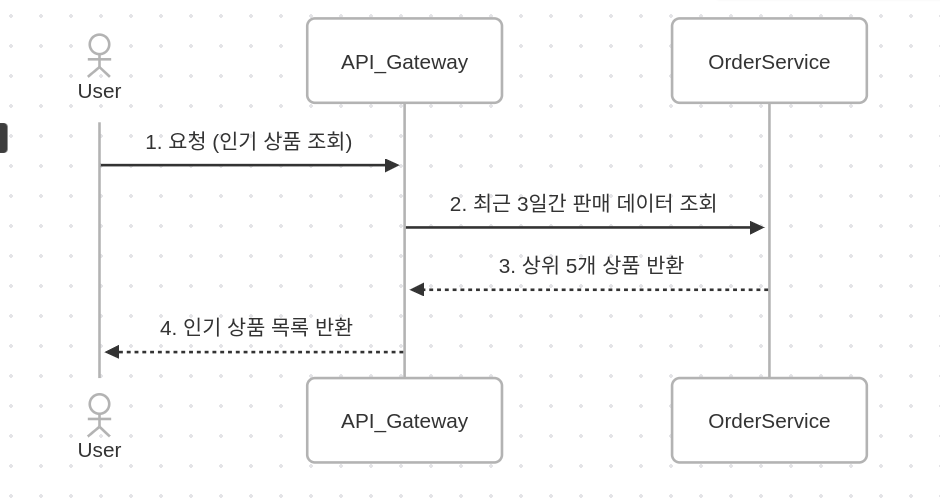 User
API_Gateway
OrderService
1. 요청 (인기 상품 조회)
2. 최근 3일간 판매 데이터 조회
3. 상위 5개 상품 반환
4. 인기 상품 목록 반환
User
API_Gateway
OrderService